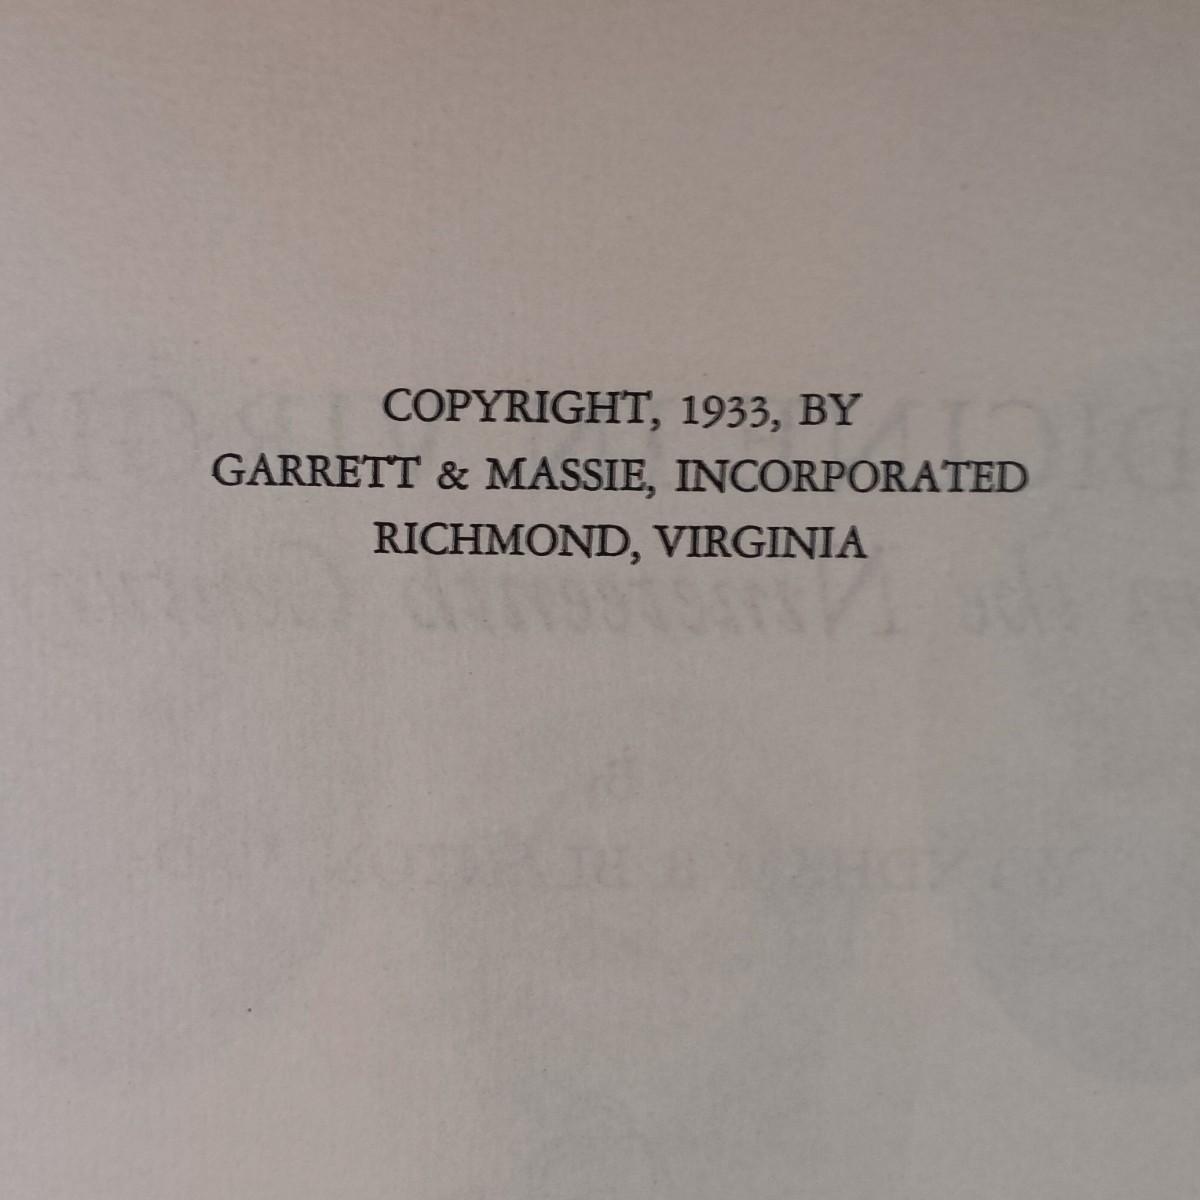 COPYRIGHT, 1933, BY
GARRETT & MASSIE, INCORPORATED
RICHMOND, VIRGINIA